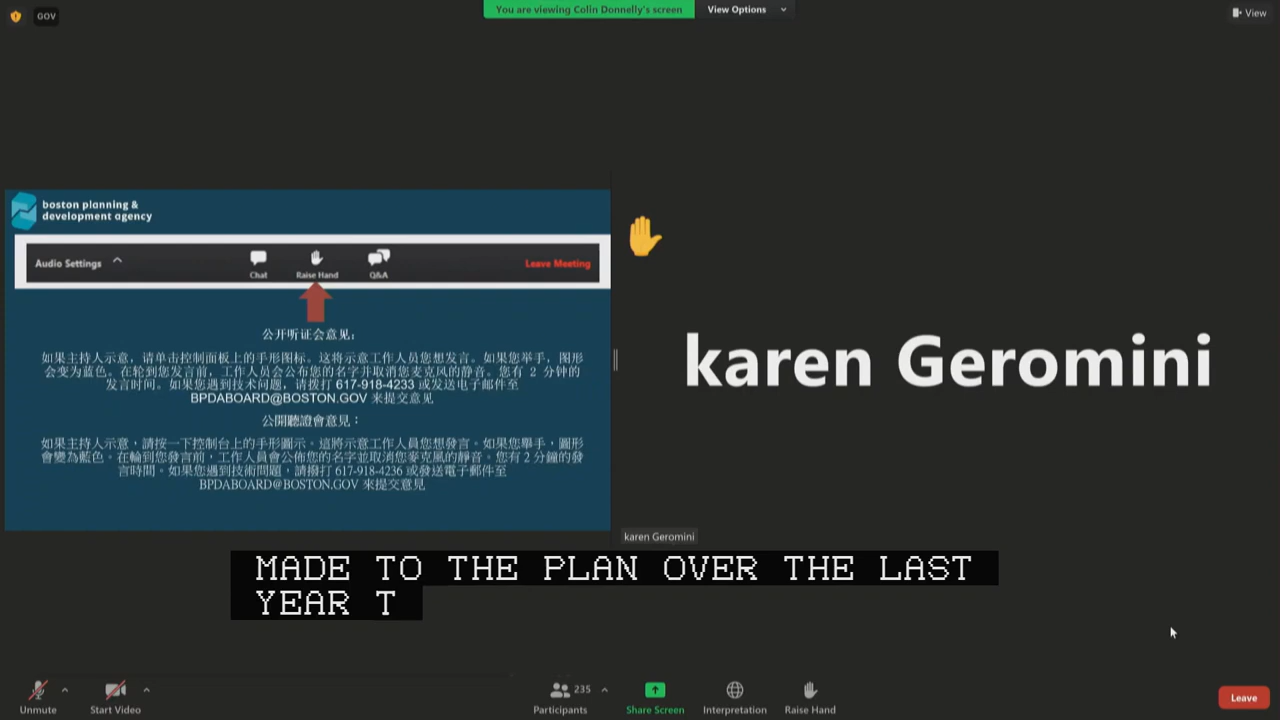 GOV
You are viewing Colin Donnelly's screen
View Options
View
boston planning &
development agency
Audio Settings
Chat
Raise Hand
Q&A
Leave Meeting
公开听证会意见：
如果主持人示意，请单击控制面板上的手形图标。这将示意工作人员您想发言。如果您举手，图形
会变为蓝色。在轮到您发言前，工作人员会公布您的名字并取消您麦克风的静音。您有 2 分钟的
发言时间。如果您遇到技术问题，请拨打 617-918-4233 或发送电子邮件至
BPDABOARD@BOSTON.GOV 来提交意见
公開聽證會意見：
如果主持人示意，請按一下控制台上的手形圖示。這將示意工作人員您想發言。如果您舉手，圖形
會變為藍色。在輪到您發言前，工作人員會公佈您的名字並取消您麥克風的靜音。您有 2 分鐘的發
言時間。如果您遇到技術問題，請撥打 617-918-4236 或發送電子郵件至
BPDABOARD@BOSTON.GOV 來提交意見
karen Geromini
karen Geromini
MADE TO THE PLAN OVER THE LAST
YEAR T
Unmute
Start Video
235
Participants
Share Screen
Interpretation
Raise Hand
Leave